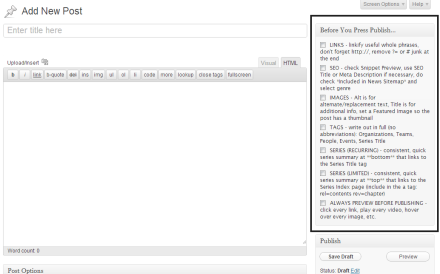 Screen Options
Help
Add New Post
Enter title here
Upload/Insert
Visual
HTML
b
i
link
b-quote
del
ins
img
ul
ol
li
code
more
lookup
close tags
fullscreen
Word count: 0
Post Options
Before You Press Publish...
LINKS - linkify useful whole phrases,
don't forget http://, remove ?= or # junk at
the end
SEO - check Snippet Preview, use SEO
Title or Meta Description if necessary, do
check "Included in News Sitemap" and
select genre
IMAGES - Alt is for
alternate/replacement text, Title is for
additional info, set a Featured image so the
post has a thumbnail
TAGS - write out in full (no
abbreviations): Organizations, Teams,
People, Events, Series Title
SERIES (RECURRING) - consistent, quick
series summary at **bottom** that links to
the Series Title tag
SERIES (LIMITED) - consistent, quick
series summary at **top** that links to the
Series Index page (include in the a tag:
rel=contents rev=chapter)
ALWAYS PREVIEW BEFORE PUBLISHING -
click every link, play every video, hover
over every image, etc.
Publish
Save Draft
Preview
Status: Draft Edit